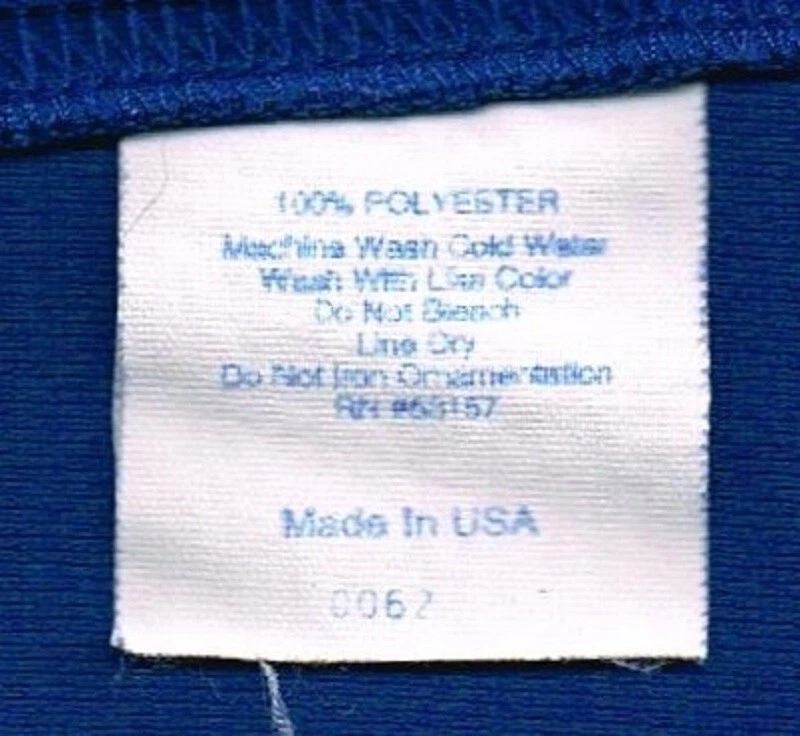 100% POLYESTER
Machine Wash Cold Water
Wash With Like Color
Do Not Bleach
Line Dry
Do Not Iron Ornamentation
RN
Made In USA
0062